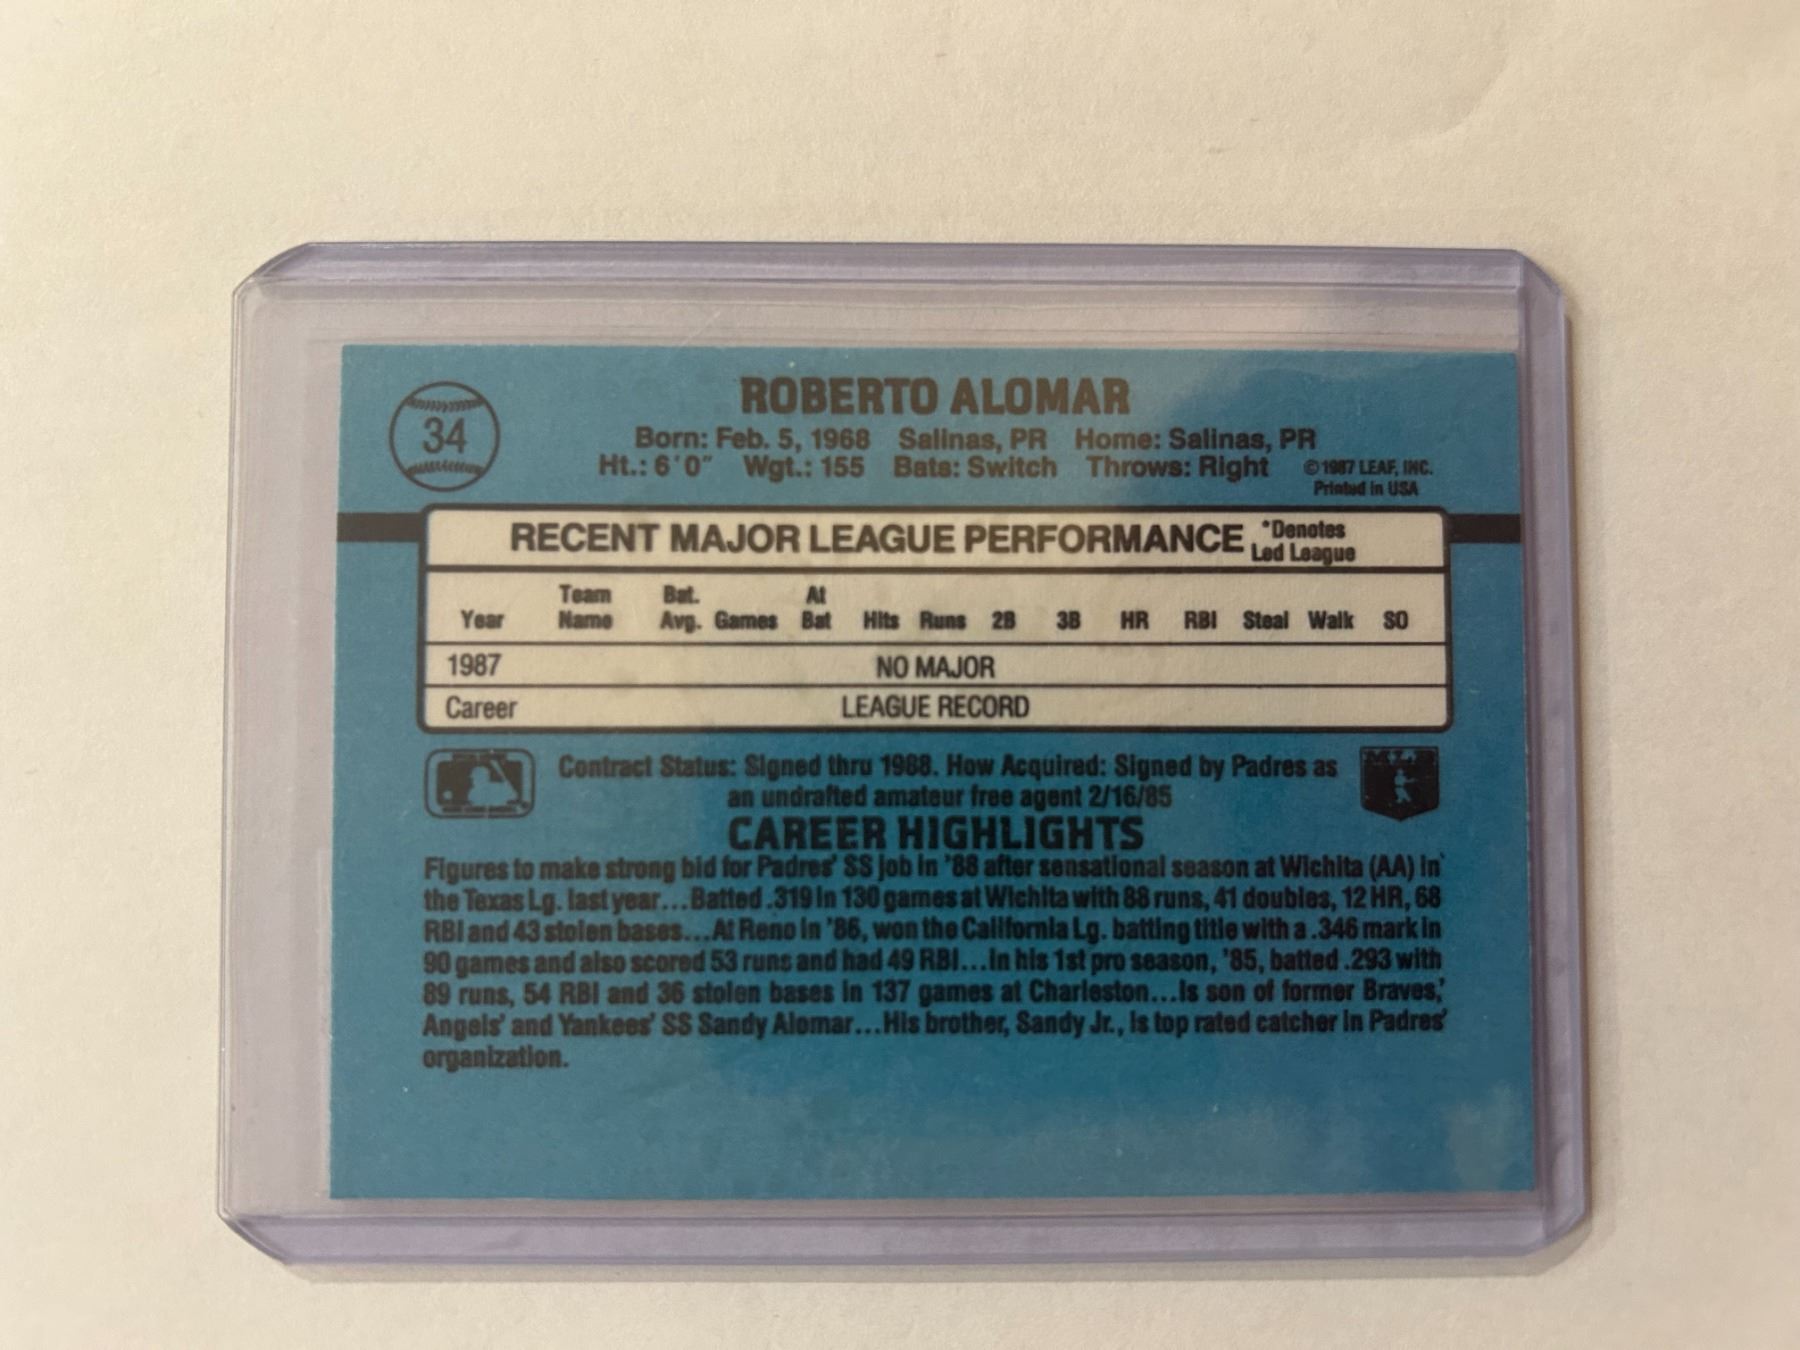 34
ROBERTO ALOMAR
Born: Feb. 5, 1968 Salinas, PR Home: Salinas, PR
Ht.: 6'0" Wgt.: 155 Bats: Switch Throws: Right
©1987 LEAF, INC.
Printed in USA
RECENT MAJOR LEAGUE PERFORMANCE *Denotes
Led League
Year Team Name Bat. Avg. Games At Bat Hits Runs 2B 3B HR RBI Steal Walk SO
1987 NO MAJOR
Career LEAGUE RECORD
Contract Status: Signed thru 1988. How Acquired: Signed by Padres as
an undrafted amateur free agent 2/16/85
CAREER HIGHLIGHTS
Figures to make strong bid for Padres' SS job in '88 after sensational season at Wichita (AA) in
the Texas Lg. last year...Batted .319 in 130 games at Wichita with 88 runs, 41 doubles, 12 HR, 68
RBI and 43 stolen bases...At Reno in '86, won the California Lg. batting title with a .346 mark in
90 games and also scored 53 runs and had 49 RBI...In his 1st pro season, '85, batted .293 with
89 runs, 54 RBI and 36 stolen bases in 137 games at Charleston...Is son of former Braves,'
Angels' and Yankees' SS Sandy Alomar...His brother, Sandy Jr., is top rated catcher in Padres'
organization.